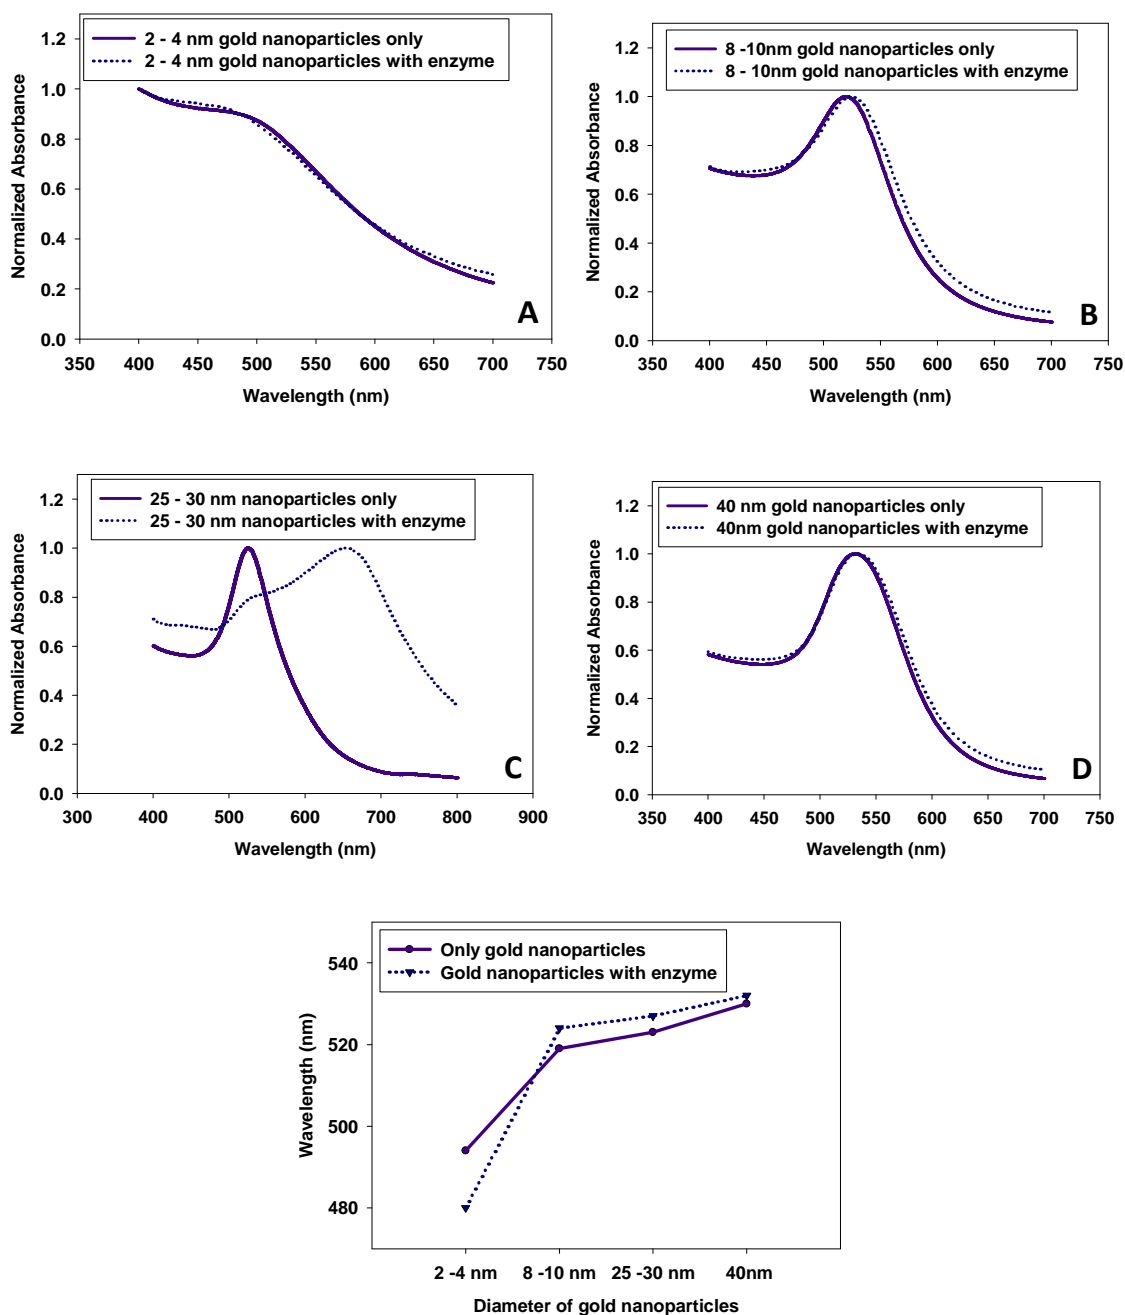 2 - 4 nm gold nanoparticles only
2 - 4 nm gold nanoparticles with enzyme
Normalized Absorbance
1.2
1.0
0.8
0.6
0.4
0.2
0.0
A
350 400 450 500 550 600 650 700 750
Wavelength (nm)
8 -10nm gold nanoparticles only
8 - 10nm gold nanoparticles with enzyme
Normalized Absorbance
1.2
1.0
0.8
0.6
0.4
0.2
0.0
B
350 400 450 500 550 600 650 700 750
Wavelength (nm)
25 - 30 nm nanoparticles only
25 - 30 nm nanoparticles with enzyme
Normalized Absorbance
1.2
1.0
0.8
0.6
0.4
0.2
0.0
C
300 400 500 600 700 800 900
Wavelength (nm)
40 nm gold nanoparticles only
40nm gold nanoparticles with enzyme
Normalized Absorbance
1.2
1.0
0.8
0.6
0.4
0.2
0.0
D
350 400 450 500 550 600 650 700 750
Wavelength (nm)
Only gold nanoparticles
Gold nanoparticles with enzyme
Wavelength (nm)
540
520
500
480
2 -4 nm 8 -10 nm 25 -30 nm 40nm
Diameter of gold nanoparticles